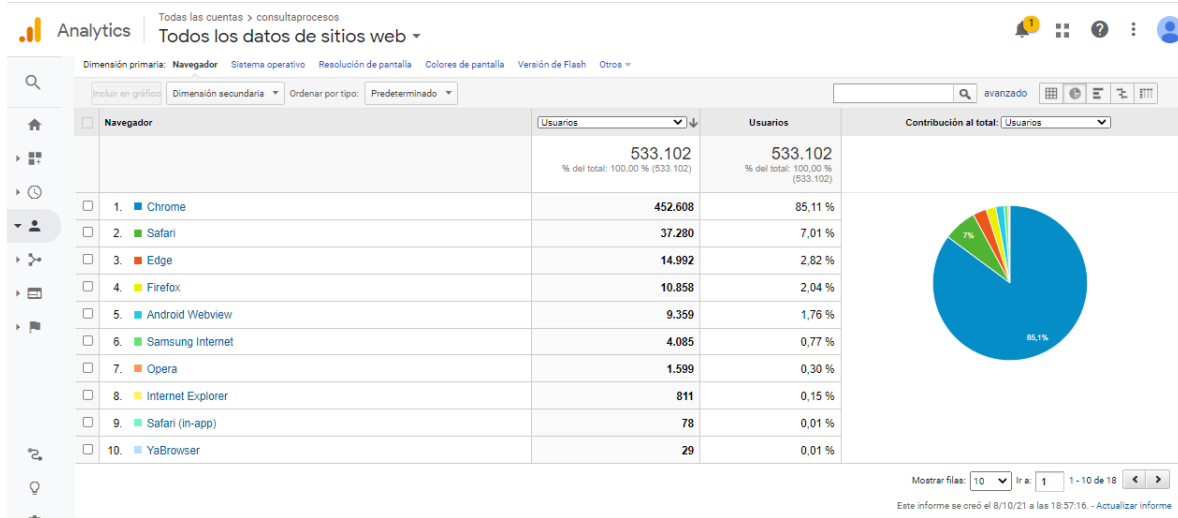 Analytics
Todas las cuentas > consultaprocesos
Todos los datos de sitios web
1
Dimensión primaria: Navegador Sistema operativo Resolución de pantalla Colores de pantalla Versión de Flash Otros
Incluir en gráfico Dimensión secundaria Ordenar por tipo: Predeterminado avanzado
Navegador Usuarios Usuarios Contribución al total: Usuarios
533.102 533.102
% del total: 100,00 % (533.102) % del total: 100,00 %
(533.102)
1. Chrome 452.608 85,11 %
2. Safari 37.280 7,01 %
3. Edge 14.992 2,82 %
4. Firefox 10.858 2,04 %
5. Android Webview 9.359 1,76 %
6. Samsung Internet 4.085 0,77 %
7. Opera 1.599 0,30 %
8. Internet Explorer 811 0,15 %
9. Safari (in-app) 78 0,01 %
10. YaBrowser 29 0,01 %
7%
85,1%
Mostrar filas: 10 Ir a: 1 1 - 10 de 18
Este informe se creó el 8/10/21 a las 18:57:16. - Actualizar informe